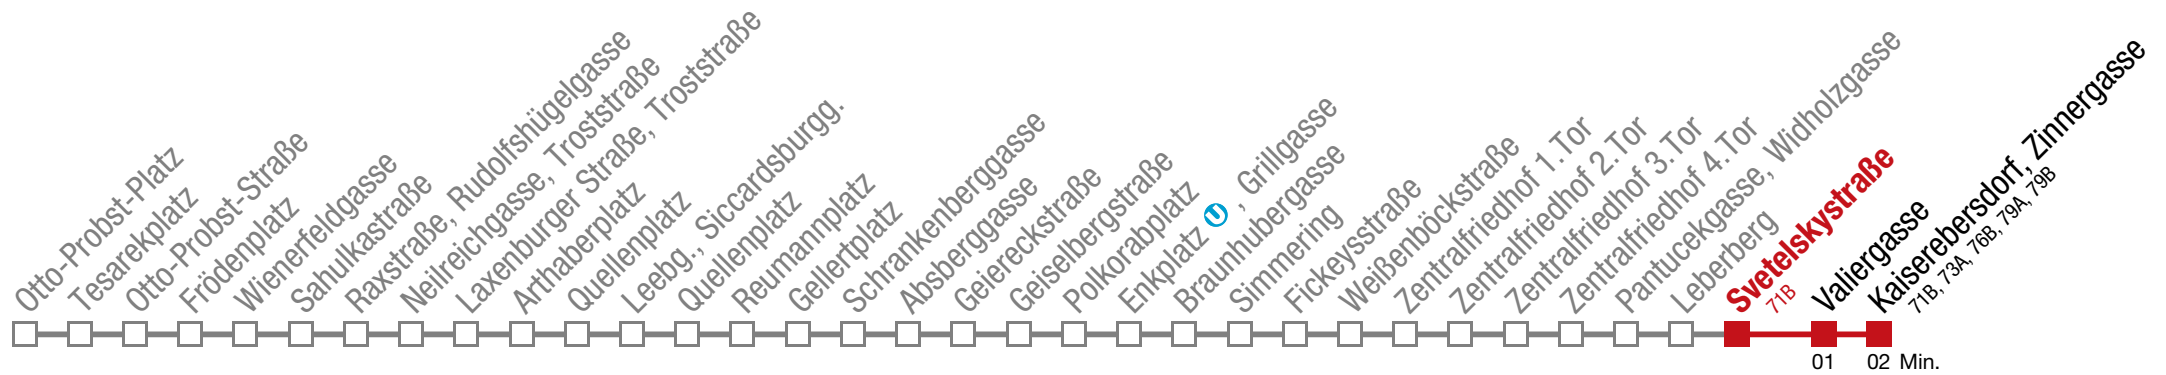 Otto-Probst-Platz
Tesarekplatz
Otto-Probst-Straße
Frödenplatz
Wienerfeldgasse
Sahulkastraße
Raxstraße, Rudolfshügelgasse
Neilreichgasse, Troststraße
Laxenburger Straße, Troststraße
Arthaberplatz
Quellenplatz
Leebg., Siccardsburgg.
Quellenplatz
Reumannplatz
Gellertplatz
Schrankenberggasse
Absberggasse
Geiereckstraße
Geiselbergstraße
Polkorabplatz
Enkplatz U, Grillgasse
Braunhubergasse
Simmering
Fickeysstraße
Weißenböckstraße
Zentralfriedhof 1.Tor
Zentralfriedhof 2.Tor
Zentralfriedhof 3.Tor
Zentralfriedhof 4.Tor
Pantucekgasse, Widholzgasse
Leberberg
Svetelskystraße
71B
Valiergasse
Kaiserebersdorf, Zinnergasse
71B, 73A, 76B, 79A, 79B
01 02 Min.